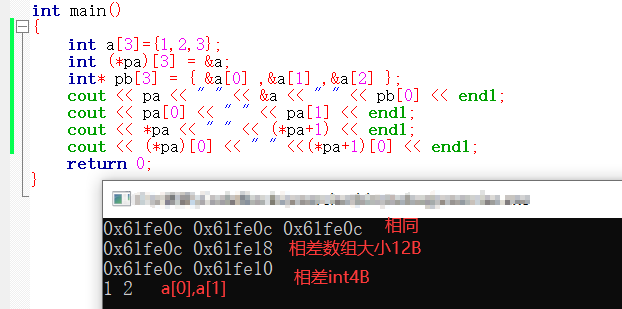 int main()
{
int a[3]={1,2,3};
int (*pa)[3] = &a;
int* pb[3] = { &a[0] ,&a[1] ,&a[2] };
cout << pa << " " << &a << " " << pb[0] << endl;
cout << pa[0] << " " << pa[1] << endl;
cout << *pa << " " << (*pa+1) << endl;
cout << (*pa)[0] << " " <<(*pa+1)[0] << endl;
return 0;
}
0x61fe0c 0x61fe0c 0x61fe0c 相同
0x61fe0c 0x61fe18 相差数组大小12B
0x61fe0c 0x61fe10 相差int4B
1 2 a[0],a[1]